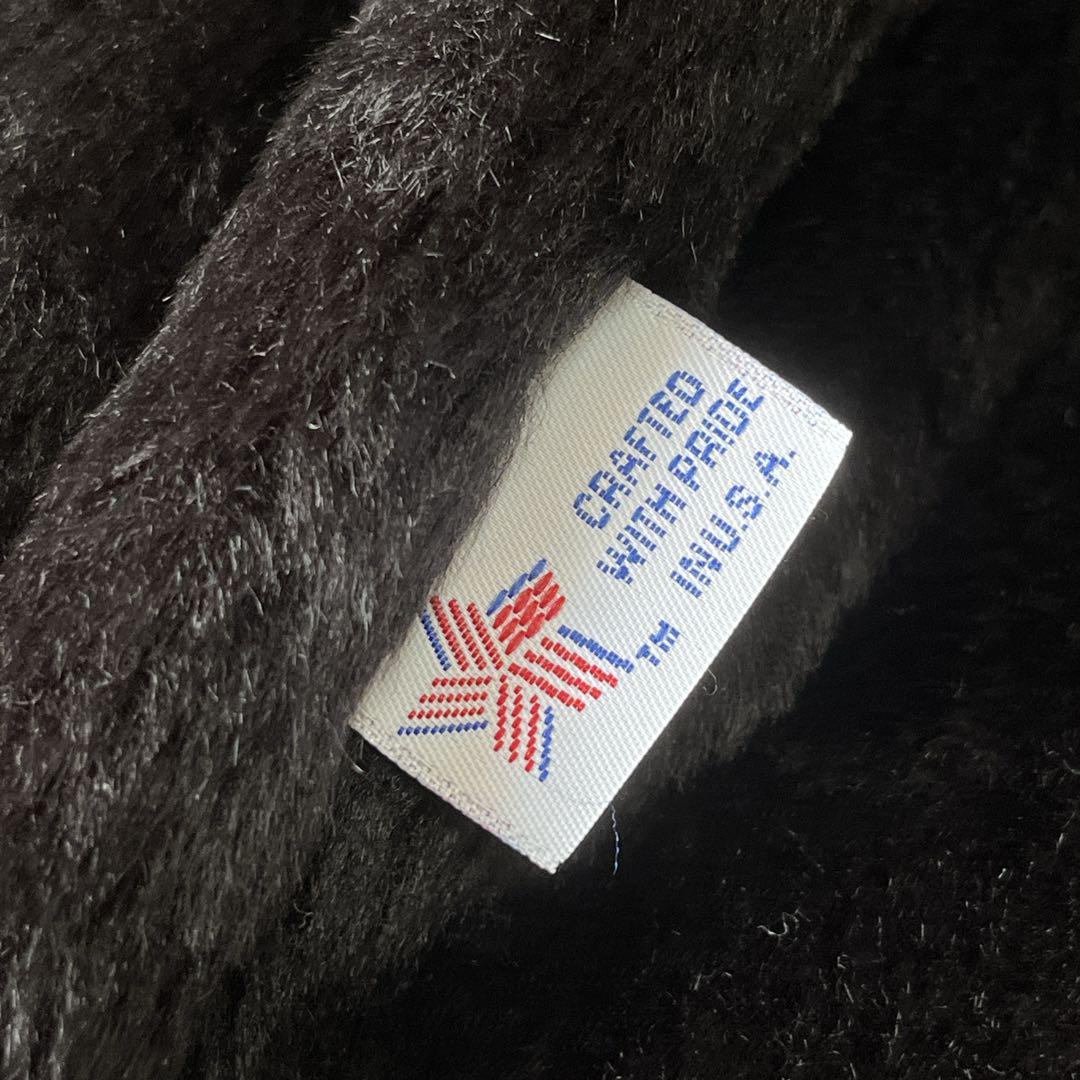 CRAFTED
WITH PRIDE
IN U.S.A.
TM